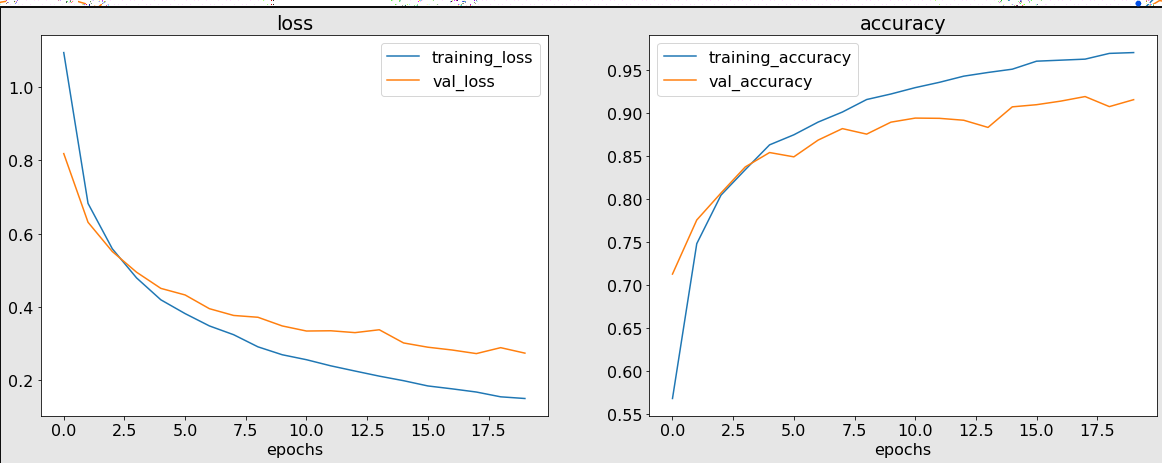 loss
training_loss
val_loss
1.0
0.8
0.6
0.4
0.2
0.0 2.5 5.0 7.5 10.0 12.5 15.0 17.5
epochs
accuracy
training_accuracy
val_accuracy
0.95
0.90
0.85
0.80
0.75
0.70
0.65
0.60
0.55
0.0 2.5 5.0 7.5 10.0 12.5 15.0 17.5
epochs